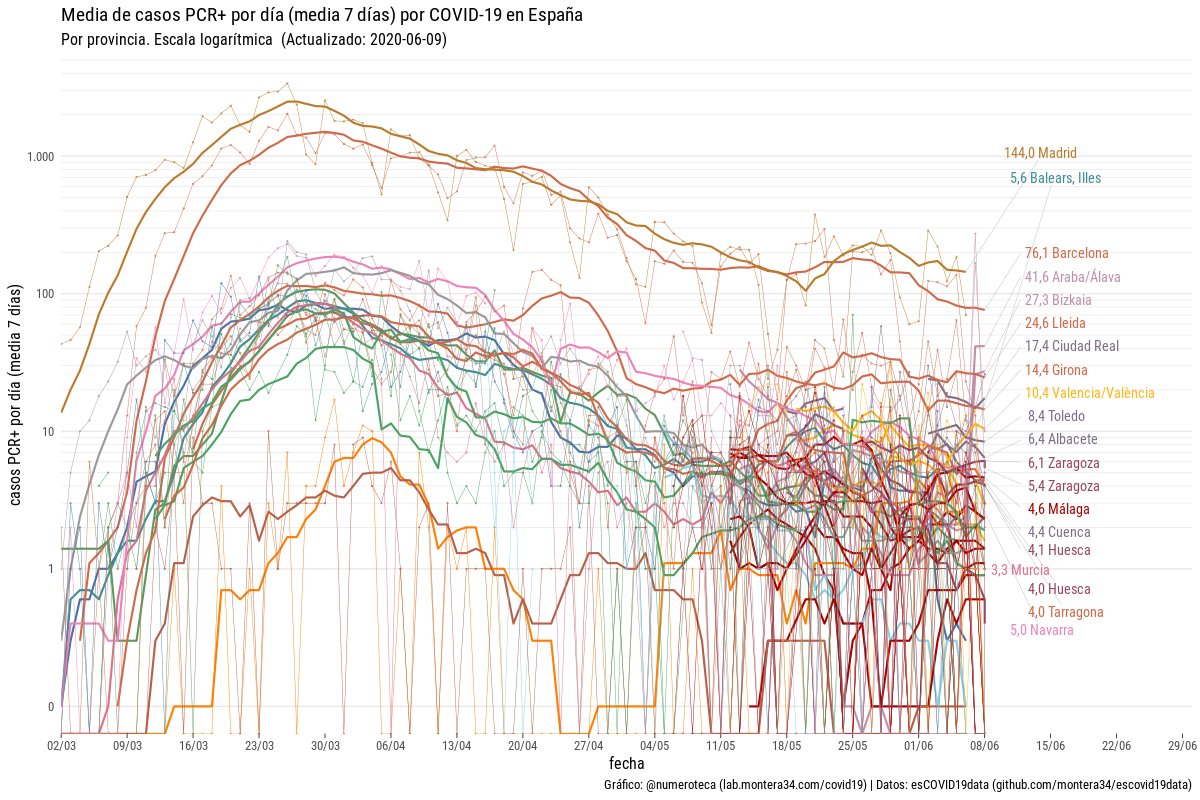 Media de casos PCR+ por día (media 7 días) por COVID-19 en España
Por provincia. Escala logarítmica (Actualizado: 2020-06-09)
casos PCR+ por día (media 7 días)
1.000
100
10
1
0
144,0 Madrid
5,6 Balears, Illes
76,1 Barcelona
41,6 Araba/Álava
27,3 Bizkaia
24,6 Lleida
17,4 Ciudad Real
14,4 Girona
10,4 Valencia/València
8,4 Toledo
6,4 Albacete
6,1 Zaragoza
5,4 Zaragoza
4,6 Málaga
4,4 Cuenca
4,1 Huesca
3,3 Murcia
4,0 Huesca
4,0 Tarragona
5,0 Navarra
02/03 09/03 16/03 23/03 30/03 06/04 13/04 20/04 27/04 04/05 11/05 18/05 25/05 01/06 08/06 15/06 22/06 29/06
fecha
Gráfico: @numeroteca (lab.montera34.com/covid19) | Datos: esCOVID19data (github.com/montera34/escovid19data)